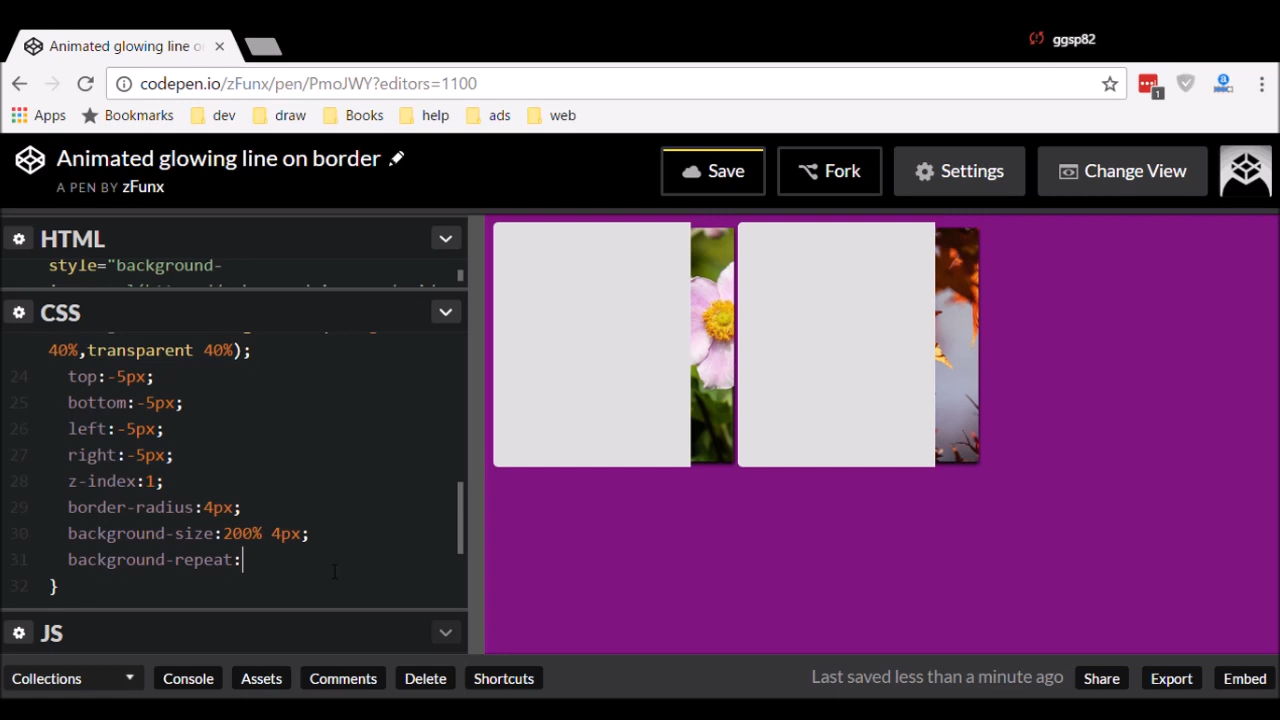 ggsp82
Animated glowing line o
codepen.io/zFunx/pen/PmoJWY?editors=1100
1
Apps Bookmarks dev draw Books help ads web
Animated glowing line on border
A PEN BY zFunx
Save Fork Settings Change View
HTML
style="background-
CSS
40%,transparent 40%);
24 top:-5px;
25 bottom:-5px;
26 left:-5px;
27 right:-5px;
28 z-index:1;
29 border-radius:4px;
30 background-size:200% 4px;
31 background-repeat:
32 }
JS
Collections Console Assets Comments Delete Shortcuts Last saved less than a minute ago Share Export Embed